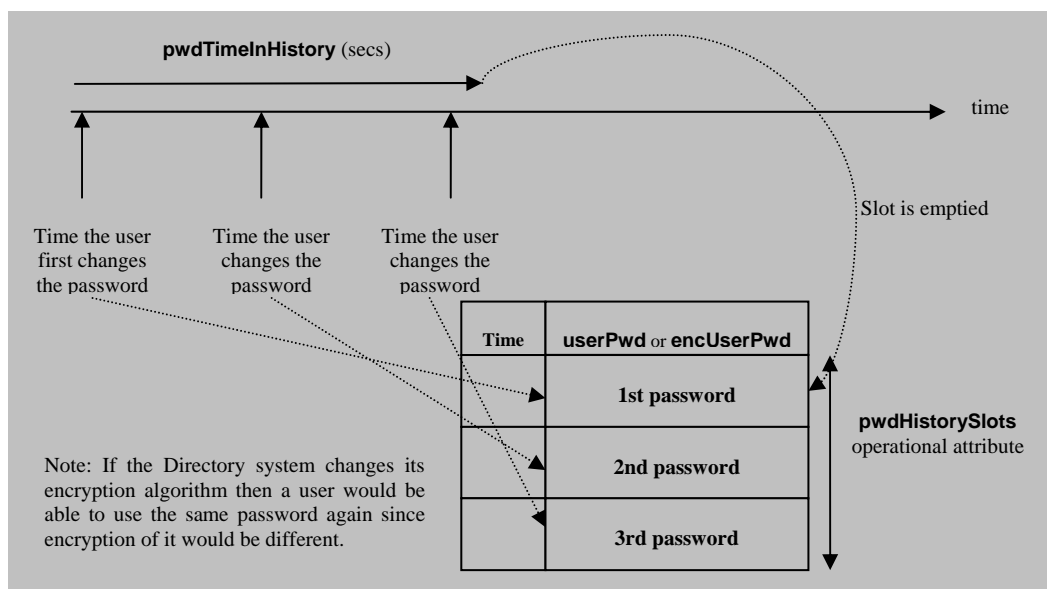 pwdTimeInHistory (secs)
time
Slot is emptied
Time the user
first changes
the password
Time the user
changes the
password
Time the user
changes the
password
Time userPwd or encUserPwd
1st password
2nd password
3rd password
pwdHistorySlots
operational attribute
Note: If the Directory system changes its
encryption algorithm then a user would be
able to use the same password again since
encryption of it would be different.